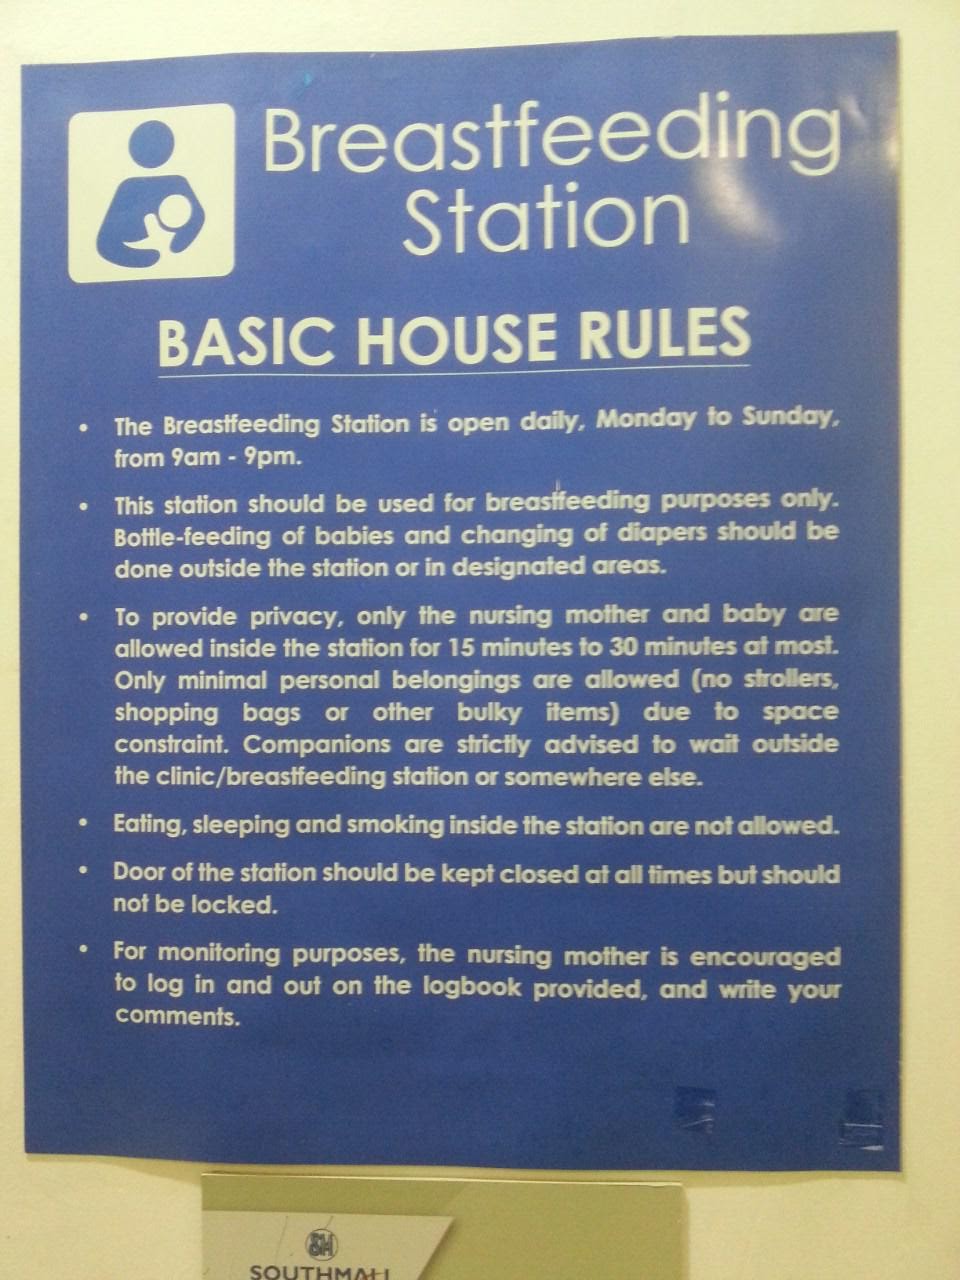 Breastfeeding
Station
BASIC HOUSE RULES
• The Breastfeeding Station is open daily, Monday to Sunday,
from 9am - 9pm.
• This station should be used for breastfeeding purposes only.
Bottle-feeding of babies and changing of diapers should be
done outside the station or in designated areas.
• To provide privacy, only the nursing mother and baby are
allowed inside the station for 15 minutes to 30 minutes at most.
Only minimal personal belongings are allowed (no strollers,
shopping bags or other bulky items) due to space
constraint. Companions are strictly advised to wait outside
the clinic/breastfeeding station or somewhere else.
• Eating, sleeping and smoking inside the station are not allowed.
• Door of the station should be kept closed at all times but should
not be locked.
• For monitoring purposes, the nursing mother is encouraged
to log in and out on the logbook provided, and write your
comments.
SM
SOUTHMALL